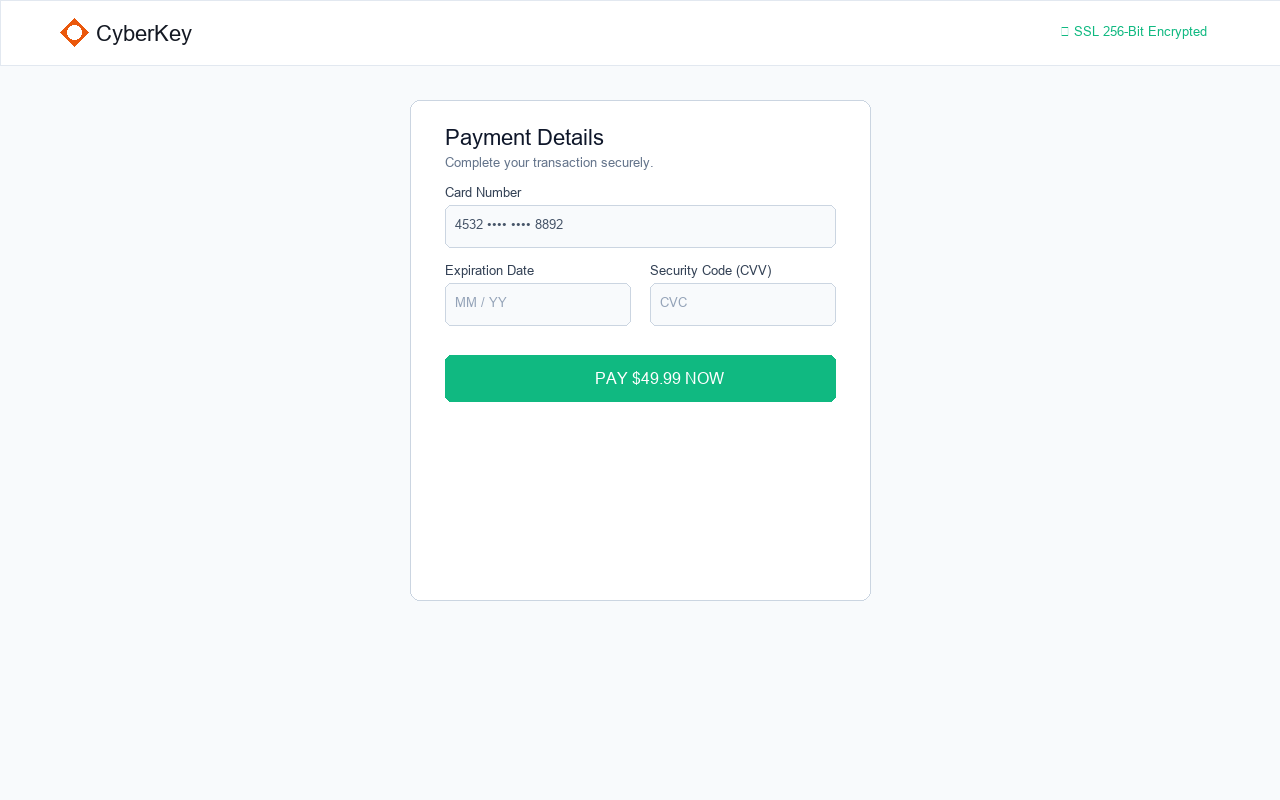 CyberKey
SSL 256-Bit Encrypted
Payment Details
Complete your transaction securely.
Card Number
4532 •••• •••• 8892
Expiration Date
Security Code (CVV)
MM / YY
CVC
PAY $49.99 NOW